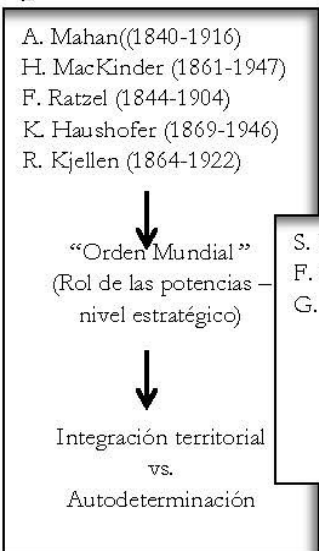 A. Mahan((1840-1916)
H. MacKinder (1861-1947)
F. Ratzel (1844-1904)
K. Haushofer (1869-1946)
R. Kjellen (1864-1922)
“Orden Mundial”
(Rol de las potencias –
nivel estratégico)
Integración territorial
vs.
Autodeterminación
S.
F.
G.